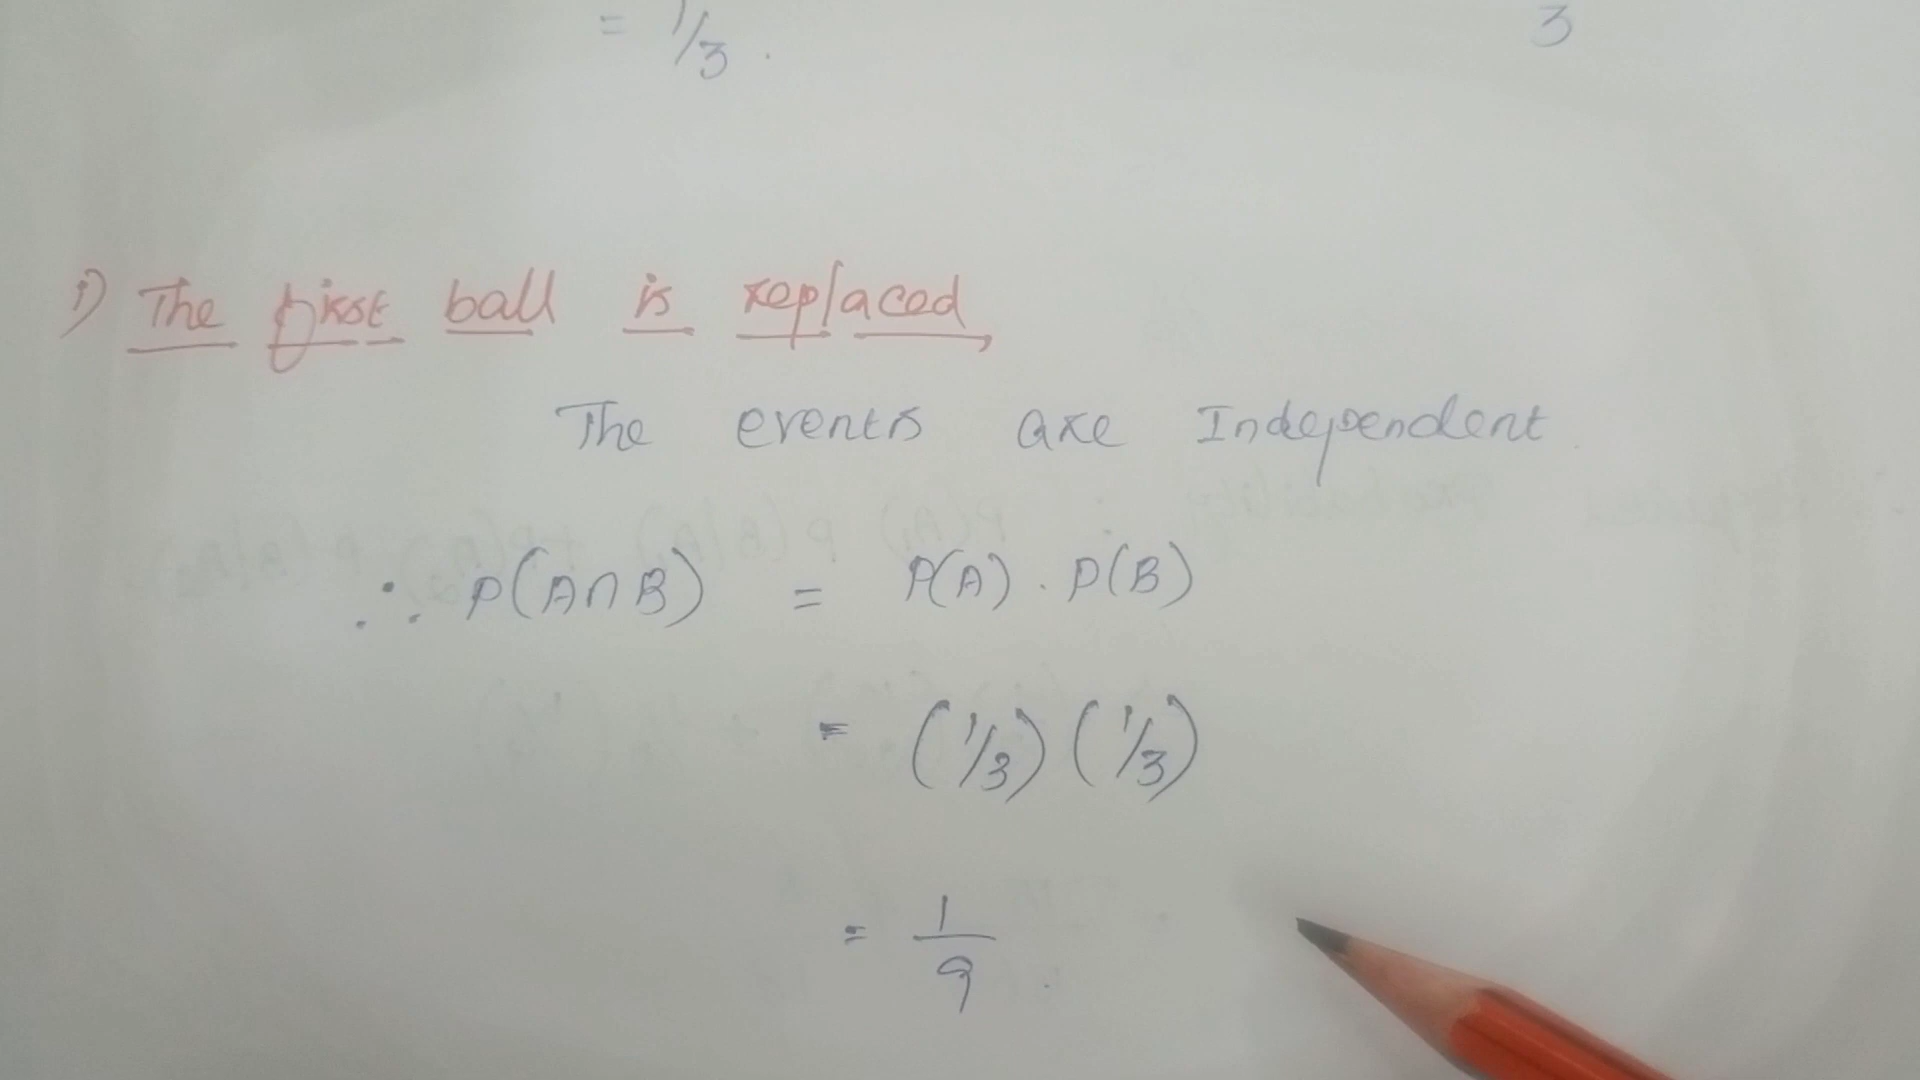 = 1/3 . 3
i) The first ball is replaced,
The events are Independent
∴ P(A∩B) = P(A) . P(B)
= (1/3) (1/3)
= 1/9 .